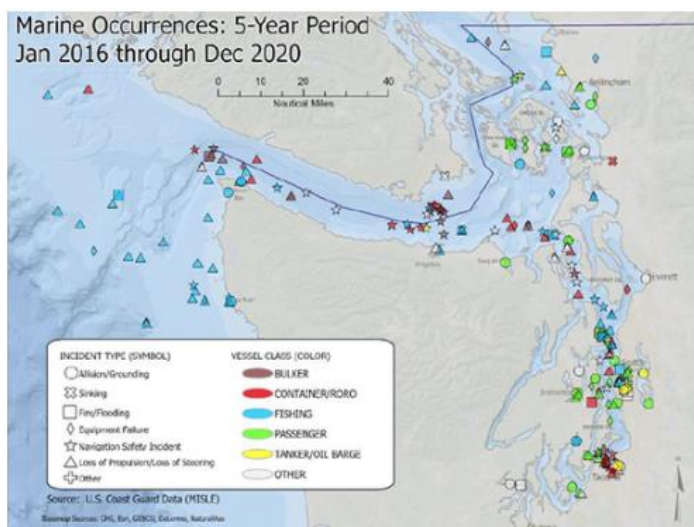 Marine Occurrences: 5-Year Period
Jan 2016 through Dec 2020
0 10 20 40
Nautical Miles
Bellingham
Everett
INCIDENT TYPE (SYMBOL)
Allision/Grounding
Sinking
Fire/Flooding
Equipment Failure
Navigation Safety Incident
Loss of Propulsion/Loss of Steering
Other
VESSEL CLASS (COLOR)
BULKER
CONTAINER/RORO
FISHING
PASSENGER
TANKER/OIL BARGE
OTHER
Source: U.S. Coast Guard Data (MISLE)
Basemap Sources: